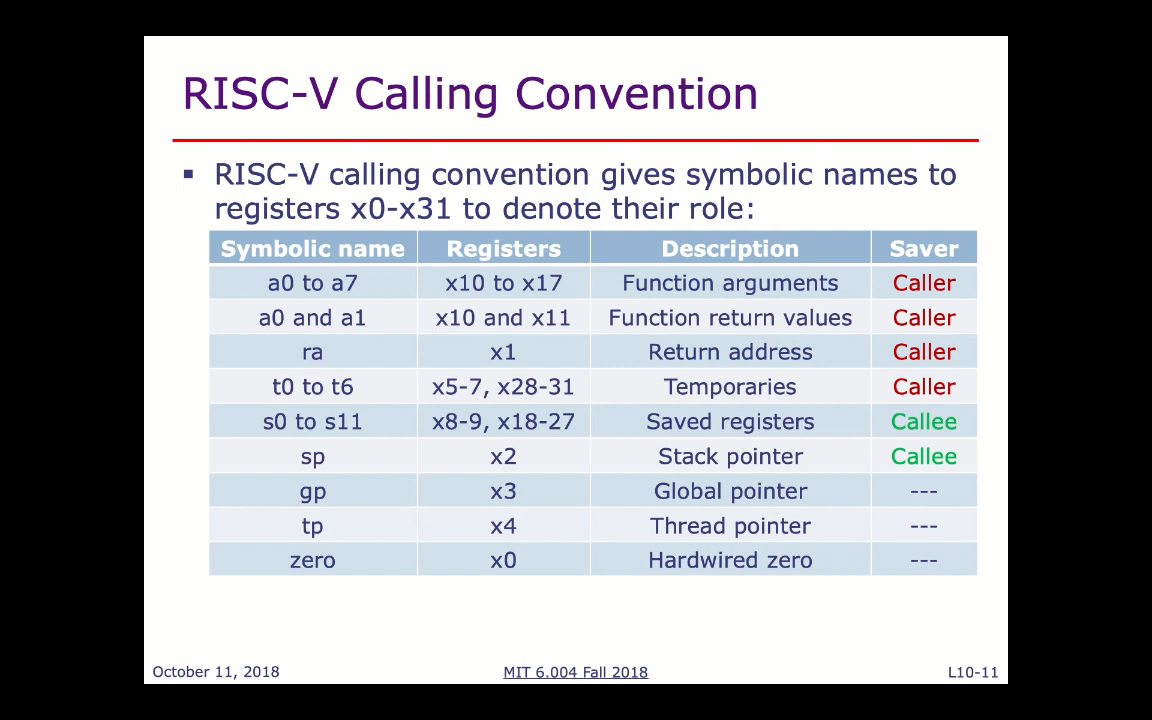 RISC-V Calling Convention
▪ RISC-V calling convention gives symbolic names to
registers x0-x31 to denote their role:
Symbolic name Registers Description Saver
a0 to a7 x10 to x17 Function arguments Caller
a0 and a1 x10 and x11 Function return values Caller
ra x1 Return address Caller
t0 to t6 x5-7, x28-31 Temporaries Caller
s0 to s11 x8-9, x18-27 Saved registers Callee
sp x2 Stack pointer Callee
gp x3 Global pointer ---
tp x4 Thread pointer ---
zero x0 Hardwired zero ---
October 11, 2018 MIT 6.004 Fall 2018 L10-11